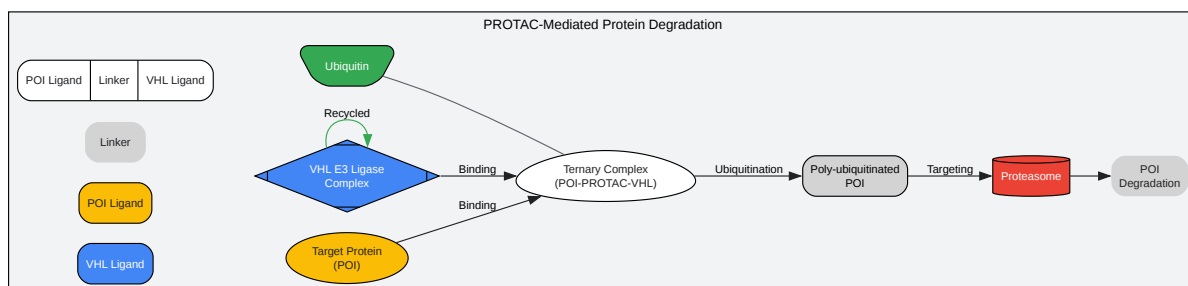 PROTAC-Mediated Protein Degradation
POI Ligand
Linker
VHL Ligand
Linker
POI Ligand
VHL Ligand
Ubiquitin
Recycled
VHL E3 Ligase
Complex
Target Protein
(POI)
Binding
Binding
Ternary Complex
(POI-PROTAC-VHL)
Ubiquitination
Poly-ubiquitinated
POI
Targeting
Proteasome
POI
Degradation